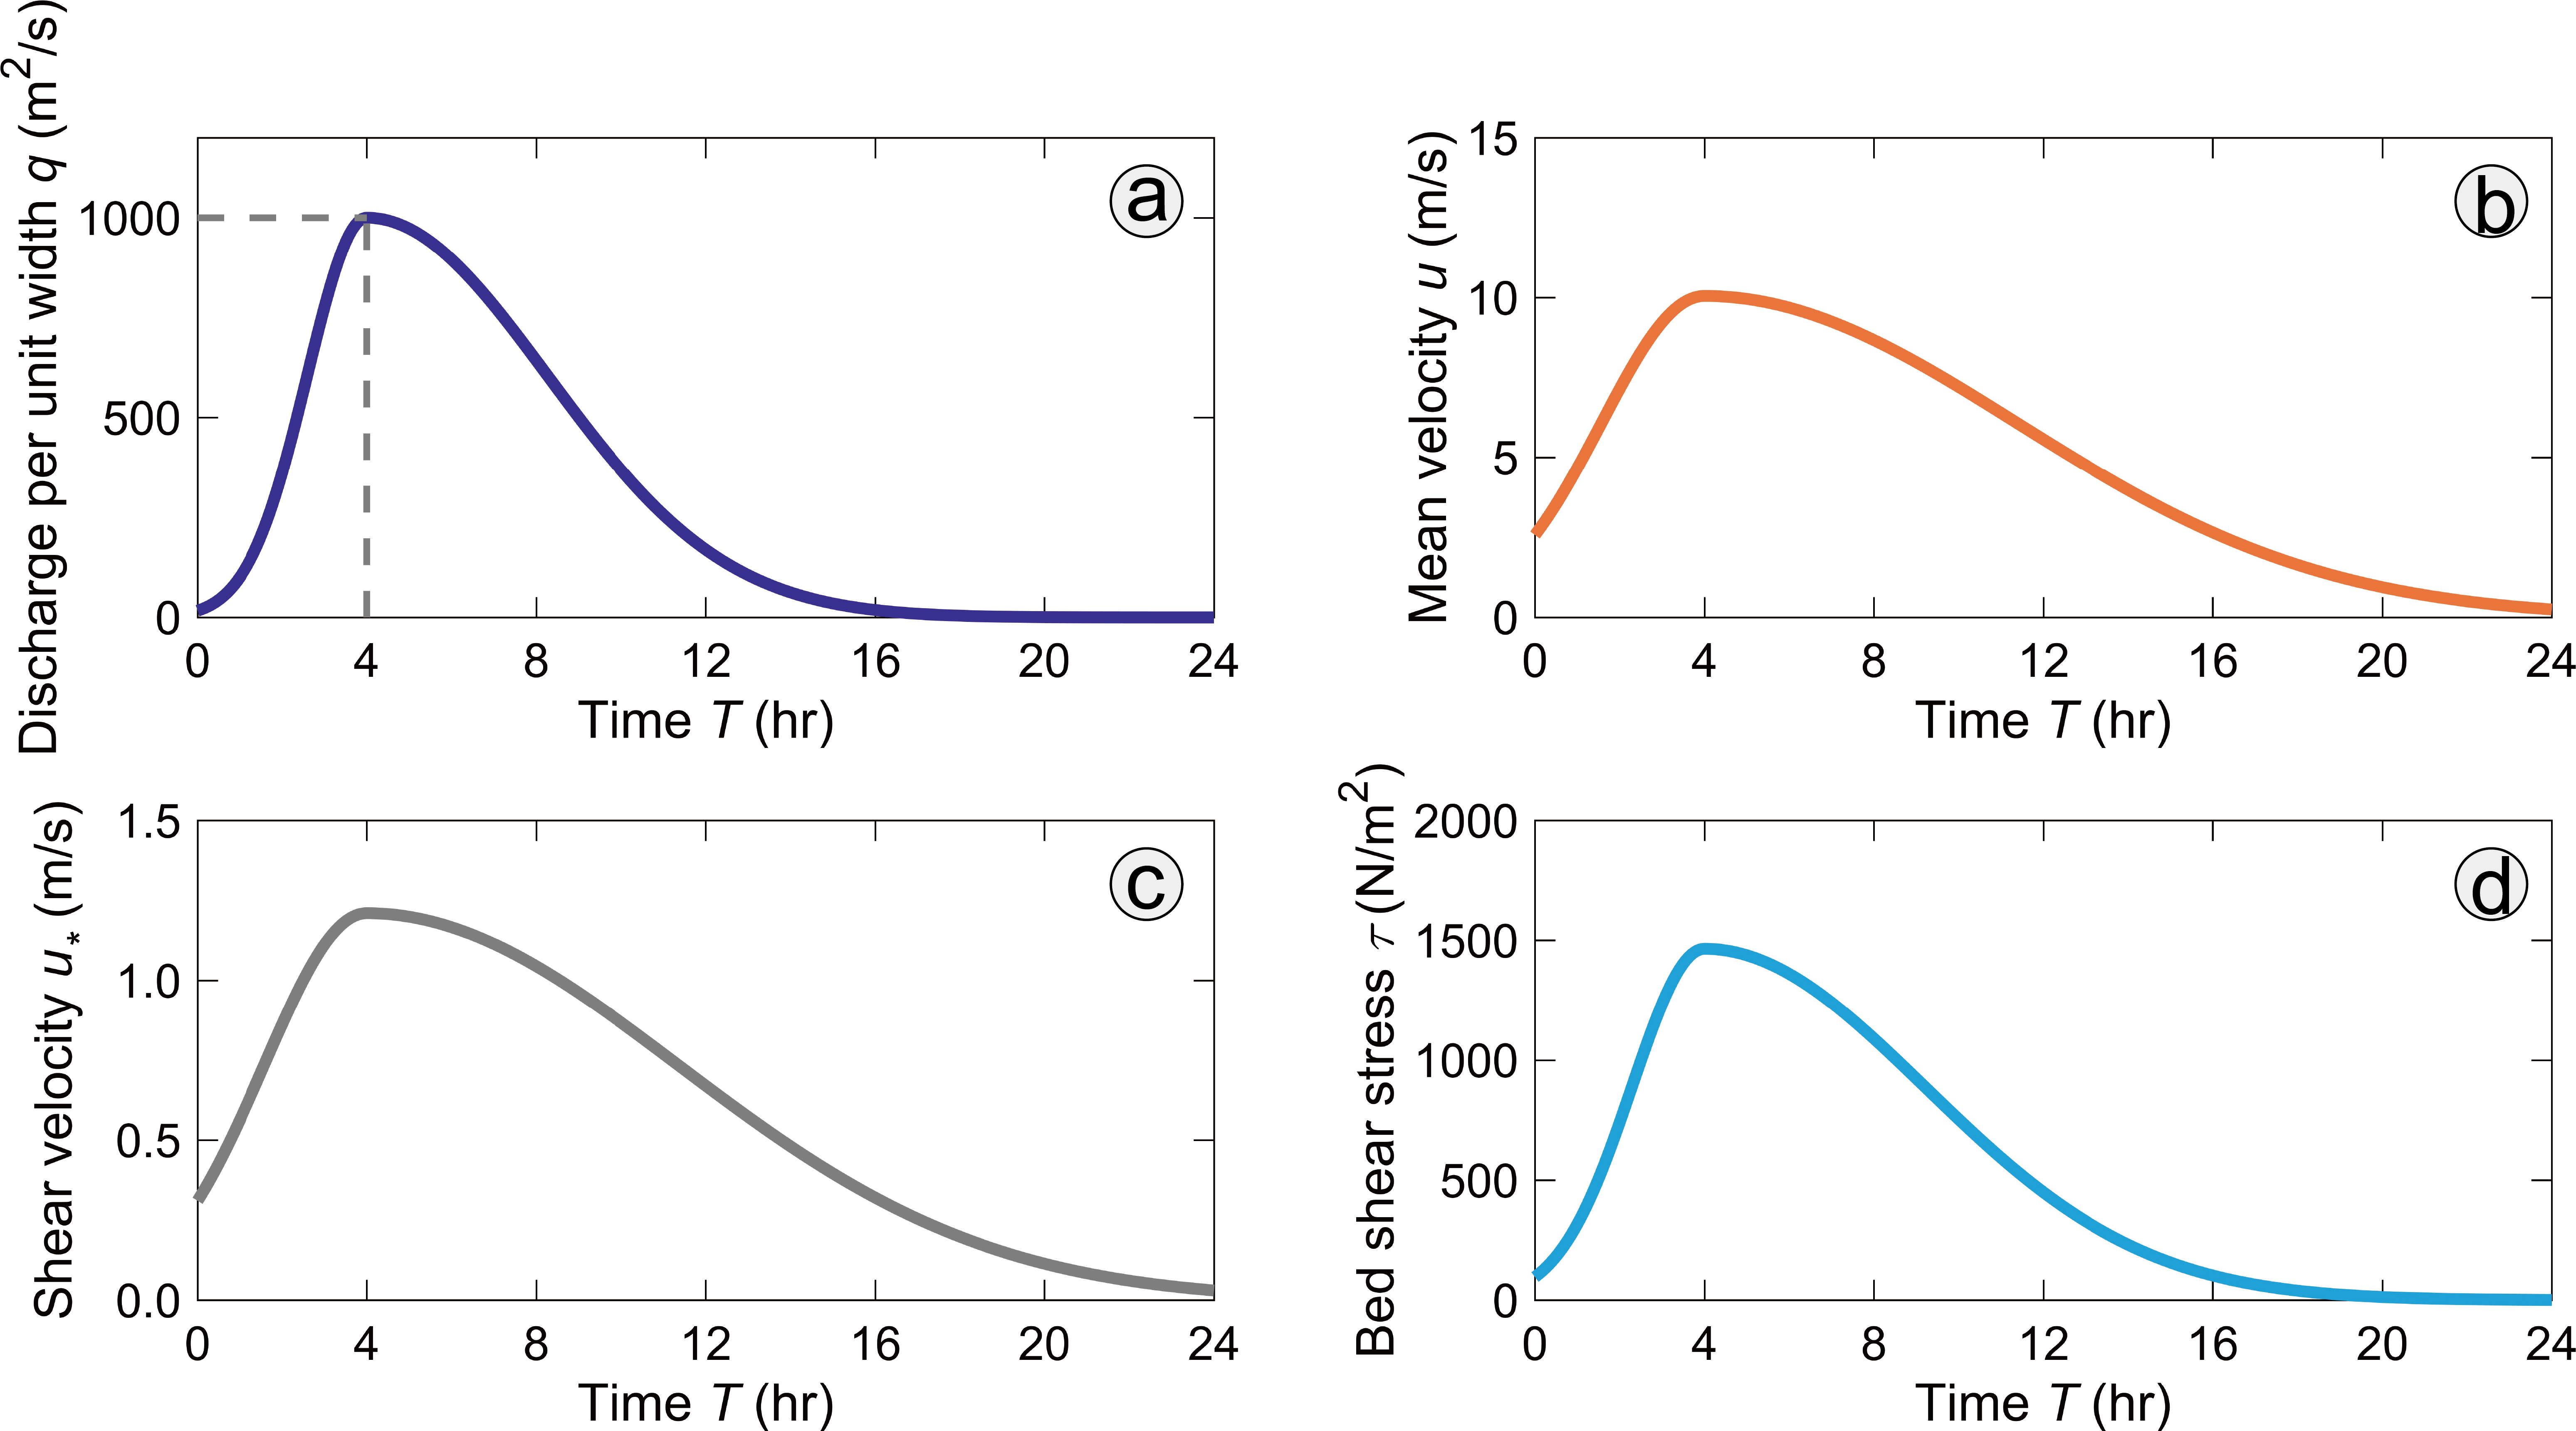 Discharge per unit width q (m²/s)
1000
500
0
0 4 8 12 16 20 24
Time T (hr)
a
Mean velocity u (m/s)
15
10
5
0
0 4 8 12 16 20 24
Time T (hr)
b
Shear velocity u* (m/s)
1.5
1.0
0.5
0.0
0 4 8 12 16 20 24
Time T (hr)
c
Bed shear stress τ (N/m²)
2000
1500
1000
500
0
0 4 8 12 16 20 24
Time T (hr)
d